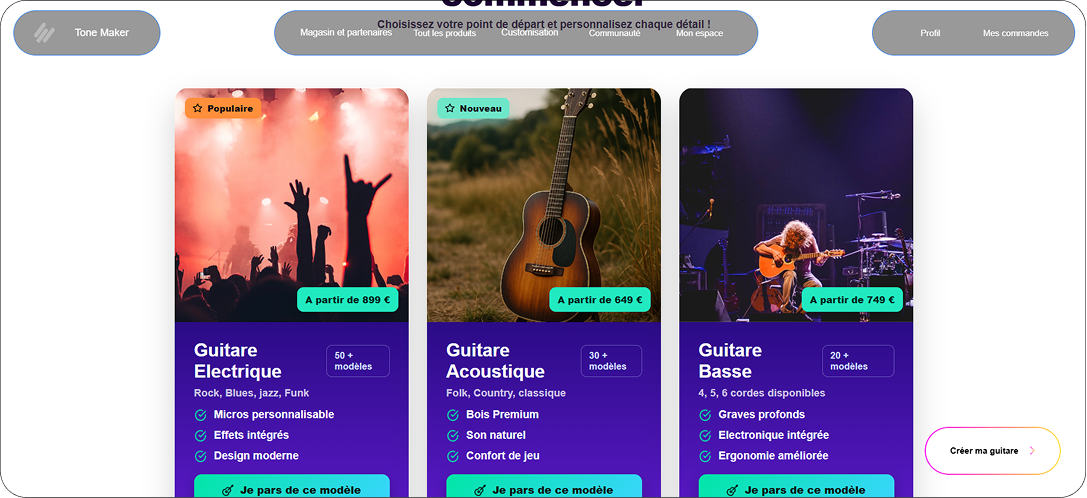 commencer
Choisissez votre point de départ et personnalisez chaque détail !
Tone Maker
Magasin et partenaires
Tout les produits
Customisation
Communauté
Mon espace
Profil
Mes commandes
Populaire
A partir de 899 €
Guitare
Electrique
50 +
modèles
Rock, Blues, jazz, Funk
Micros personnalisable
Effets intégrés
Design moderne
Je pars de ce modèle
Nouveau
A partir de 649 €
Guitare
Acoustique
30 +
modèles
Folk, Country, classique
Bois Premium
Son naturel
Confort de jeu
Je pars de ce modèle
A partir de 749 €
Guitare
Basse
20 +
modèles
4, 5, 6 cordes disponibles
Graves profonds
Electronique intégrée
Ergonomie améliorée
Je pars de ce modèle
Créer ma guitare